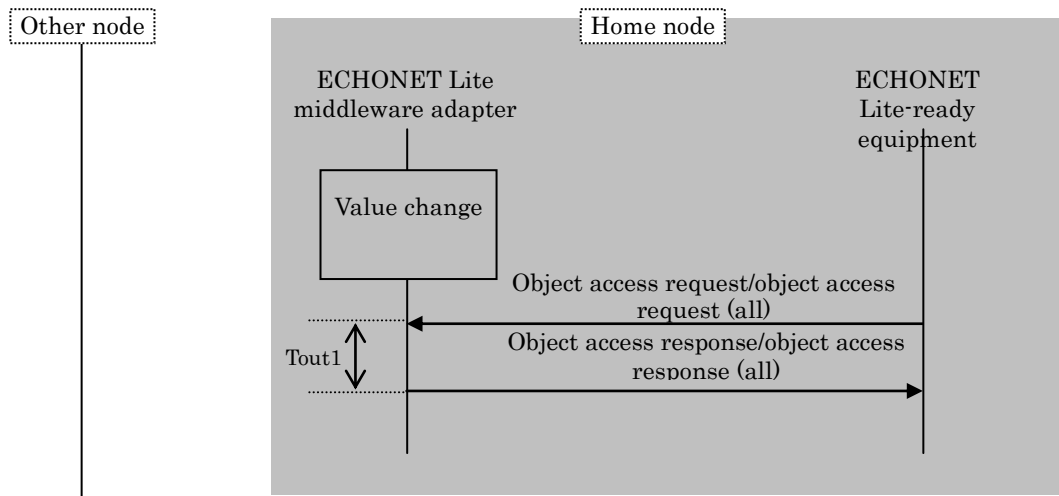 Other node
Home node
ECHONET Lite
middleware adapter
ECHONET
Lite-ready
equipment
Value change
Object access request/object access
request (all)
Object access response/object access
response (all)
Tout1